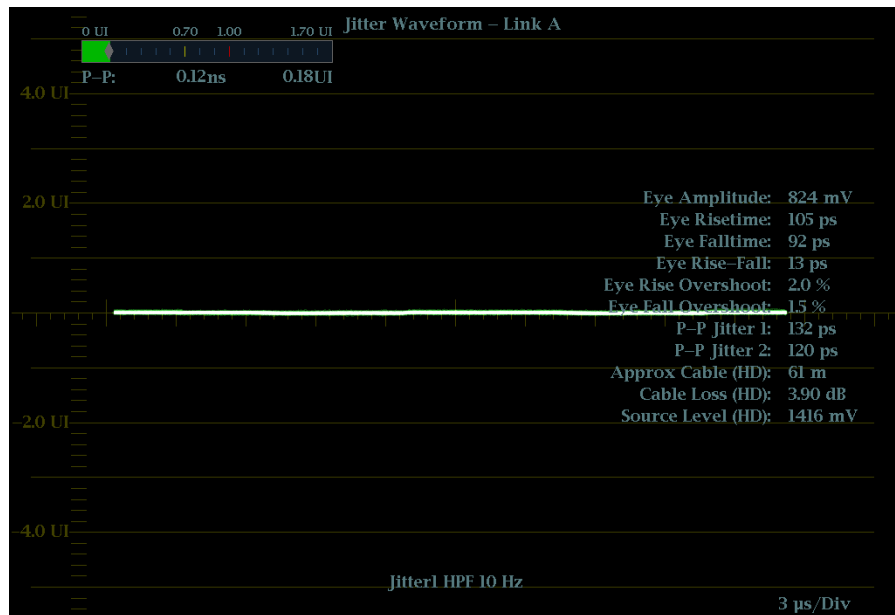 Jitter Waveform – Link A
0 UI 0.70 1.00 1.70 UI
P–P: 0.12ns 0.18UI
4.0 UI
2.0 UI
Eye Amplitude: 824 mV
Eye Risetime: 105 ps
Eye Falltime: 92 ps
Eye Rise–Fall: 13 ps
Eye Rise Overshoot: 2.0 %
Eye Fall Overshoot: 1.5 %
P–P Jitter 1: 132 ps
P–P Jitter 2: 120 ps
Approx Cable (HD): 61 m
Cable Loss (HD): 3.90 dB
Source Level (HD): 1416 mV
–2.0 UI
–4.0 UI
Jitter1 HPF 10 Hz
3 µs/Div